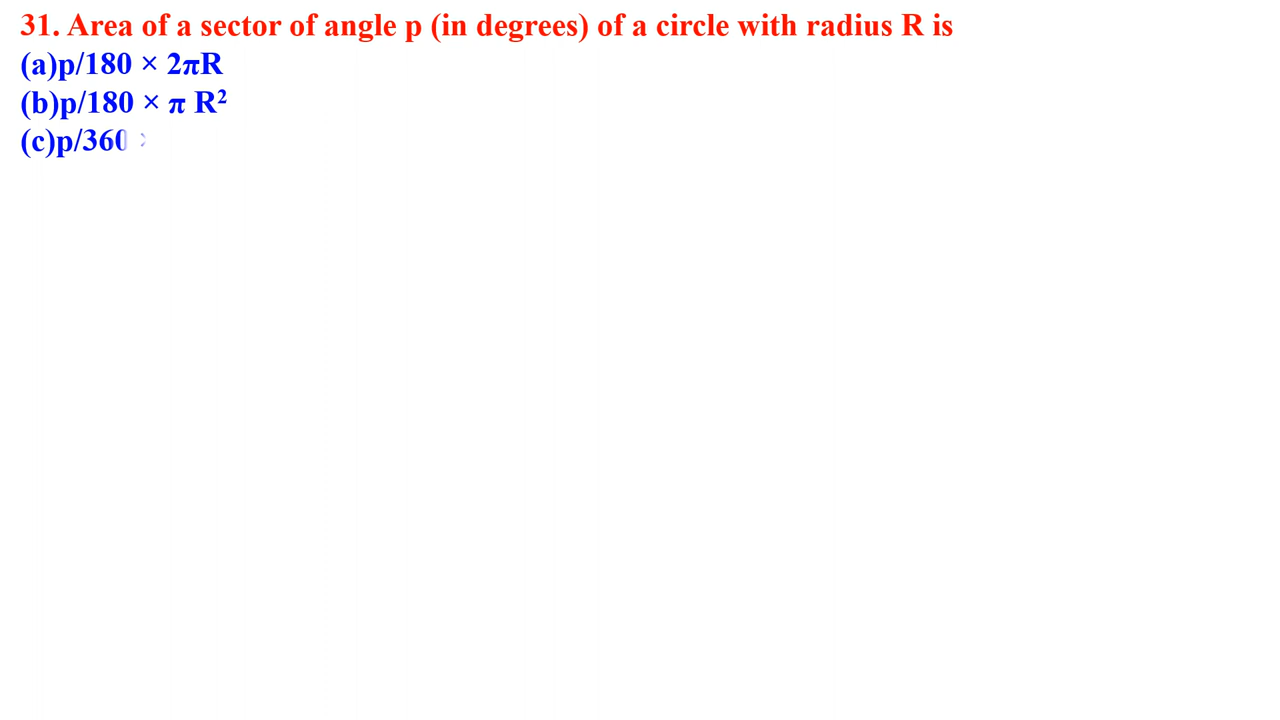 31. Area of a sector of angle p (in degrees) of a circle with radius R is
(a)p/180 × 2πR
(b)p/180 × π R²
(c)p/360